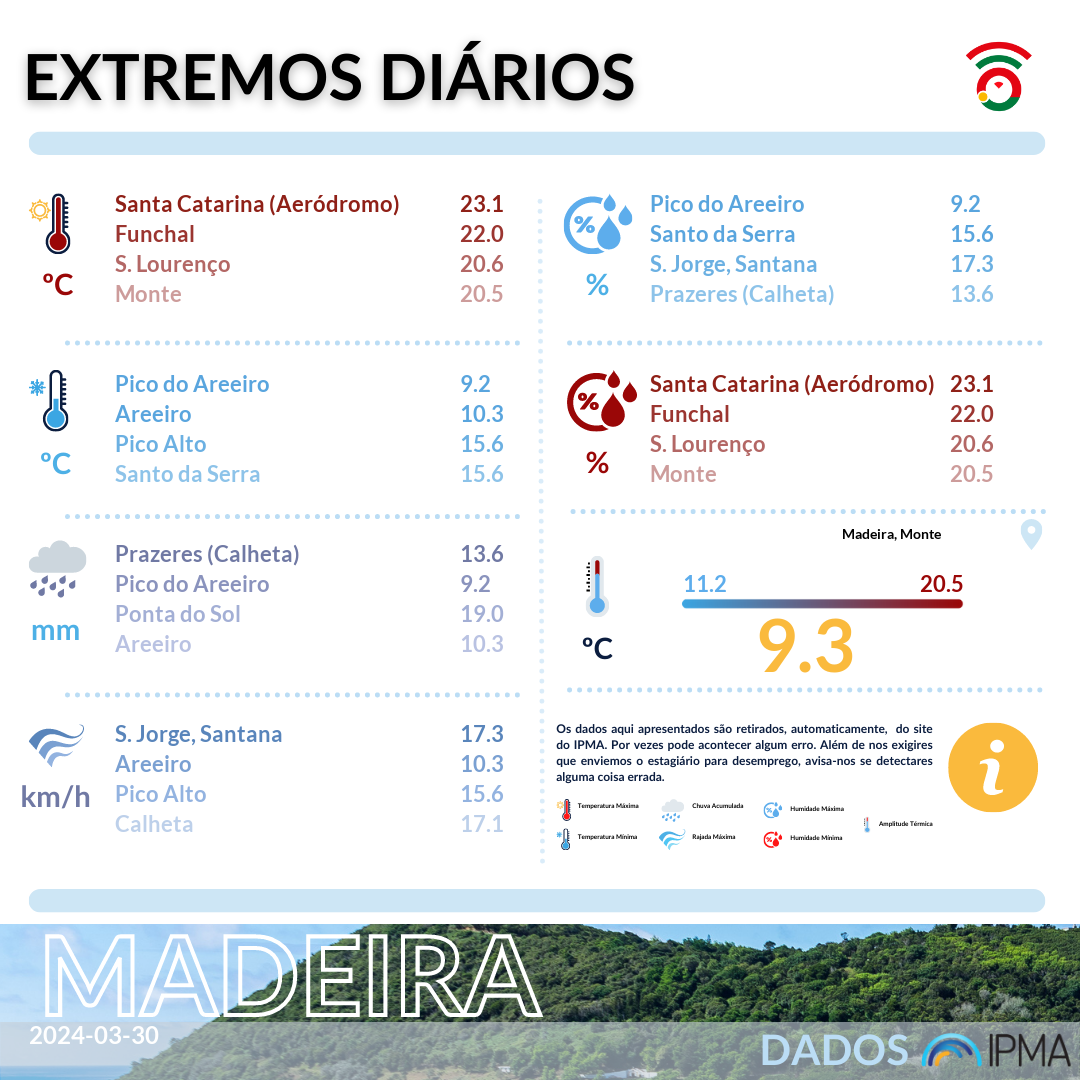 EXTREMOS DIÁRIOS
Santa Catarina (Aeródromo) 23.1
Funchal 22.0
S. Lourenço 20.6
Monte 20.5
ºC
Pico do Areeiro 9.2
Areeiro 10.3
Pico Alto 15.6
Santo da Serra 15.6
ºC
Prazeres (Calheta) 13.6
Pico do Areeiro 9.2
Ponta do Sol 19.0
Areeiro 10.3
mm
S. Jorge, Santana 17.3
Areeiro 10.3
Pico Alto 15.6
Calheta 17.1
km/h
Pico do Areeiro 9.2
Santo da Serra 15.6
S. Jorge, Santana 17.3
Prazeres (Calheta) 13.6
%
%
Santa Catarina (Aeródromo) 23.1
Funchal 22.0
S. Lourenço 20.6
Monte 20.5
%
%
Madeira, Monte
11.2 20.5
9.3
ºC
Os dados aqui apresentados são retirados, automaticamente, do site
do IPMA. Por vezes pode acontecer algum erro. Além de nos exigires
que enviemos o estagiário para desemprego, avisa-nos se detectares
alguma coisa errada.
i
Temperatura Máxima
Chuva Acumulada
Humidade Máxima
Amplitude Térmica
Temperatura Mínima
Rajada Máxima
Humidade Mínima
MADEIRA
2024-03-30
DADOS IPMA